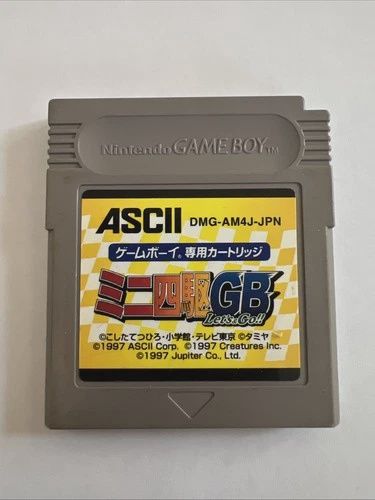 Nintendo GAME BOY TM
ASCII DMG-AM4J-JPN
ゲームボーイ® 専用カートリッジ
ミニ四駆GB
Let's Go!!
©こしたてつひろ・小学館・テレビ東京 ©タミヤ
©1997 ASCII Corp. ©1997 Creatures Inc.
©1997 Jupiter Co., Ltd.